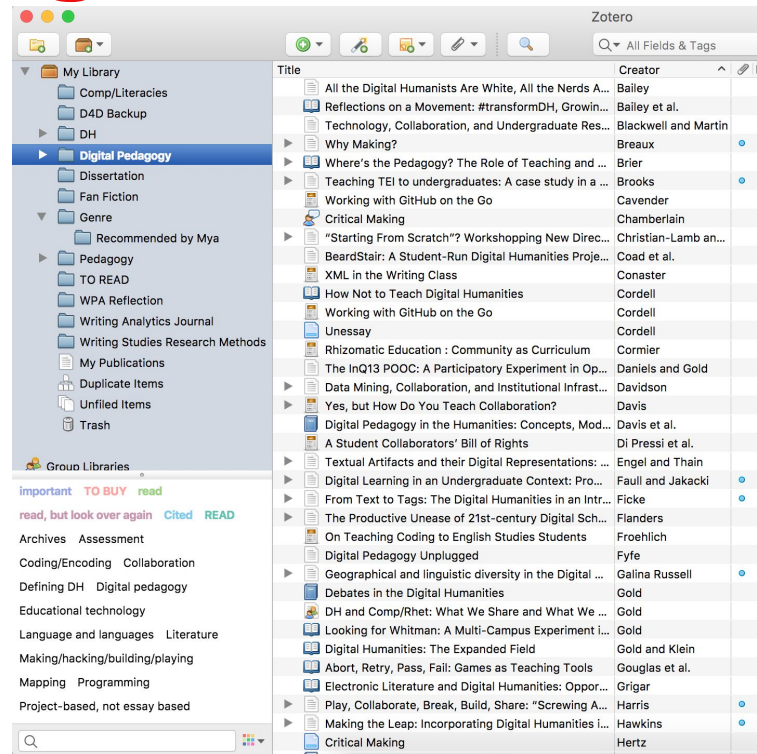 Zotero
All Fields & Tags
My Library
Comp/Literacies
D4D Backup
DH
Digital Pedagogy
Dissertation
Fan Fiction
Genre
Recommended by Mya
Pedagogy
TO READ
WPA Reflection
Writing Analytics Journal
Writing Studies Research Methods
My Publications
Duplicate Items
Unfiled Items
Trash
Group Libraries
important TO BUY read
read, but look over again Cited READ
Archives Assessment
Coding/Encoding Collaboration
Defining DH Digital pedagogy
Educational technology
Language and languages Literature
Making/hacking/building/playing
Mapping Programming
Project-based, not essay based
Title Creator
All the Digital Humanists Are White, All the Nerds A... Bailey
Reflections on a Movement: #transformDH, Growin... Bailey et al.
Technology, Collaboration, and Undergraduate Res... Blackwell and Martin
Why Making? Breaux
Where's the Pedagogy? The Role of Teaching and ... Brier
Teaching TEI to undergraduates: A case study in a ... Brooks
Working with GitHub on the Go Cavender
Critical Making Chamberlain
"Starting From Scratch"? Workshopping New Direc... Christian-Lamb an...
BeardStair: A Student-Run Digital Humanities Proje... Coad et al.
XML in the Writing Class Conaster
How Not to Teach Digital Humanities Cordell
Working with GitHub on the Go Cordell
Unessay Cordell
Rhizomatic Education : Community as Curriculum Cormier
The InQ13 POOC: A Participatory Experiment in Op... Daniels and Gold
Data Mining, Collaboration, and Institutional Infrast... Davidson
Yes, but How Do You Teach Collaboration? Davis
Digital Pedagogy in the Humanities: Concepts, Mod... Davis et al.
A Student Collaborators' Bill of Rights Di Pressi et al.
Textual Artifacts and their Digital Representations: ... Engel and Thain
Digital Learning in an Undergraduate Context: Pro... Faull and Jakacki
From Text to Tags: The Digital Humanities in an Intr... Ficke
The Productive Unease of 21st-century Digital Sch... Flanders
On Teaching Coding to English Studies Students Froehlich
Digital Pedagogy Unplugged Fyfe
Geographical and linguistic diversity in the Digital ... Galina Russell
Debates in the Digital Humanities Gold
DH and Comp/Rhet: What We Share and What We ... Gold
Looking for Whitman: A Multi-Campus Experiment i... Gold
Digital Humanities: The Expanded Field Gold and Klein
Abort, Retry, Pass, Fail: Games as Teaching Tools Gouglas et al.
Electronic Literature and Digital Humanities: Oppor... Grigar
Play, Collaborate, Break, Build, Share: "Screwing A... Harris
Making the Leap: Incorporating Digital Humanities i... Hawkins
Critical Making Hertz